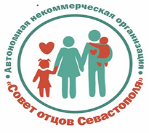 • Автономная некоммерческая организация •
«Совет отцов Севастополя»